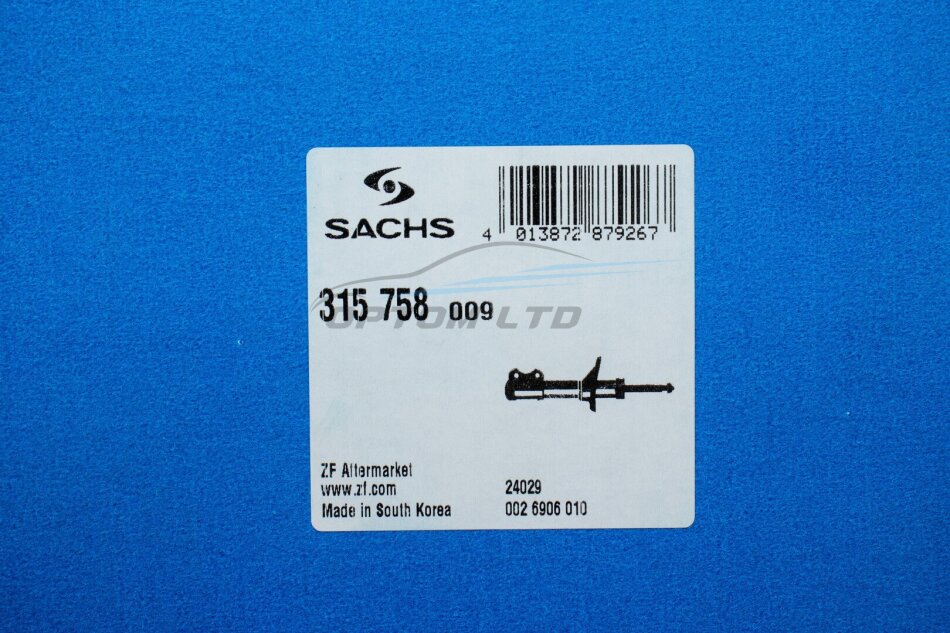 SACHS
4 013872 879267
315 758 009
OPTOM LTD
ZF Aftermarket
www.zf.com
Made in South Korea
24029
002 6906 010